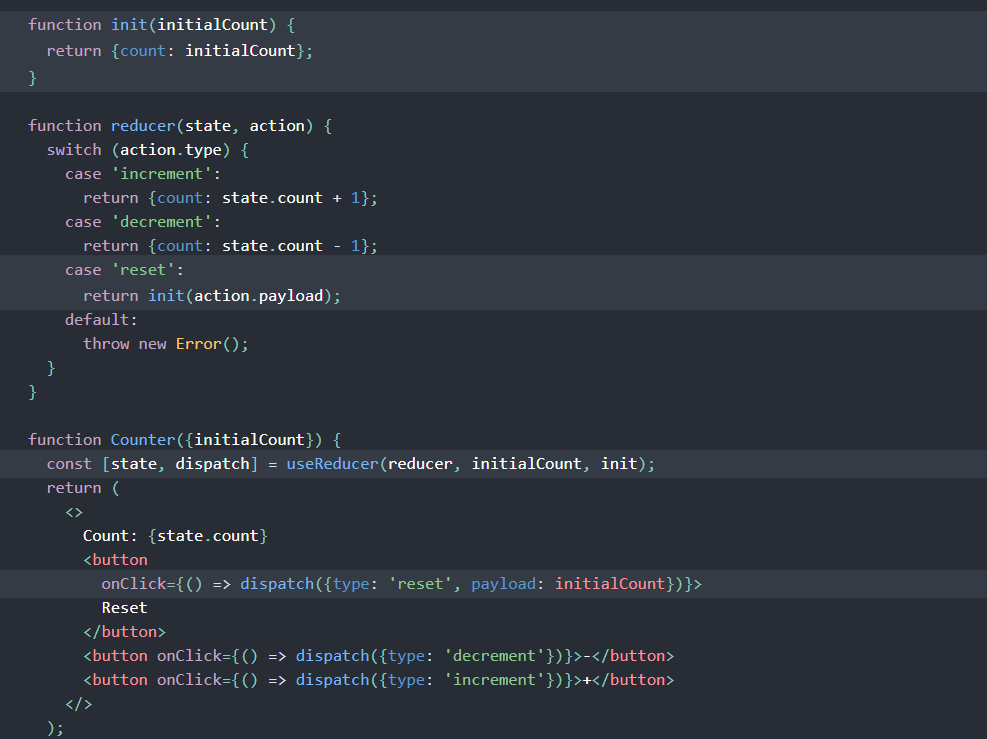 function init(initialCount) {
  return {count: initialCount};
}

function reducer(state, action) {
  switch (action.type) {
    case 'increment':
      return {count: state.count + 1};
    case 'decrement':
      return {count: state.count - 1};
    case 'reset':
      return init(action.payload);
    default:
      throw new Error();
  }
}

function Counter({initialCount}) {
  const [state, dispatch] = useReducer(reducer, initialCount, init);
  return (
    <>
      Count: {state.count}
      <button
        onClick={() => dispatch({type: 'reset', payload: initialCount})}>
        Reset
      </button>
      <button onClick={() => dispatch({type: 'decrement'})}>-</button>
      <button onClick={() => dispatch({type: 'increment'})}>+</button>
    </>
  );